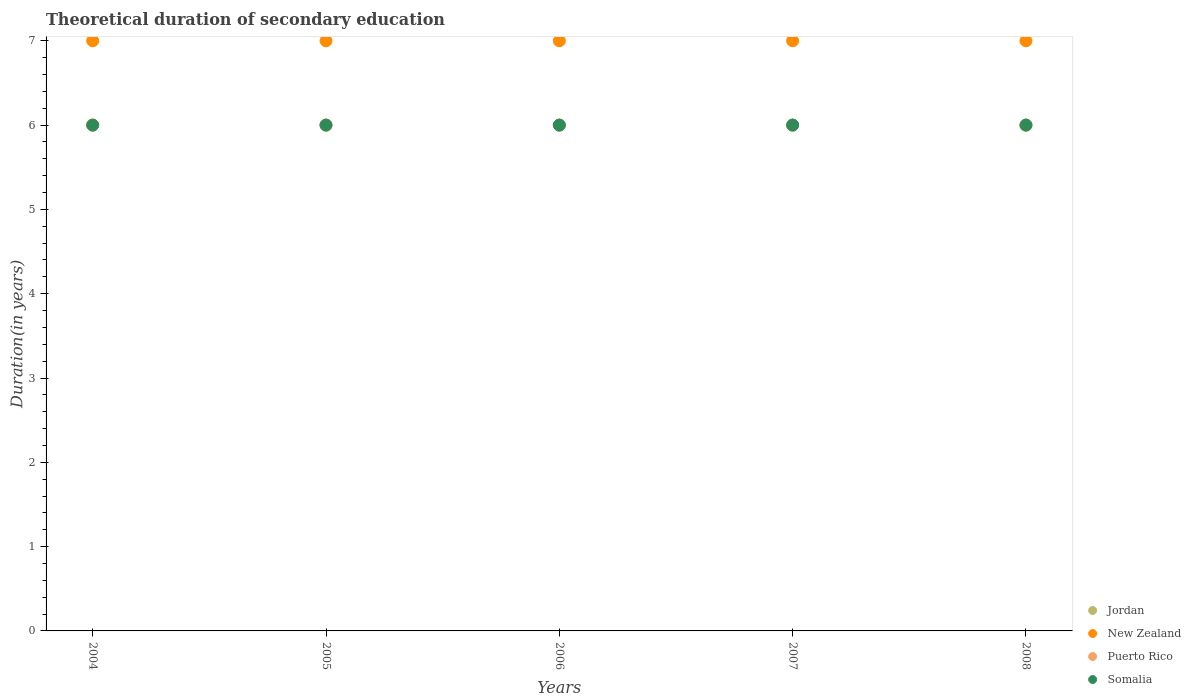 Theoretical duration of secondary education
Duration(in years)
7
6
5
4
3
2
1
0
2004
2005
2006
2007
2008
Years
Jordan
New Zealand
Puerto Rico
Somalia